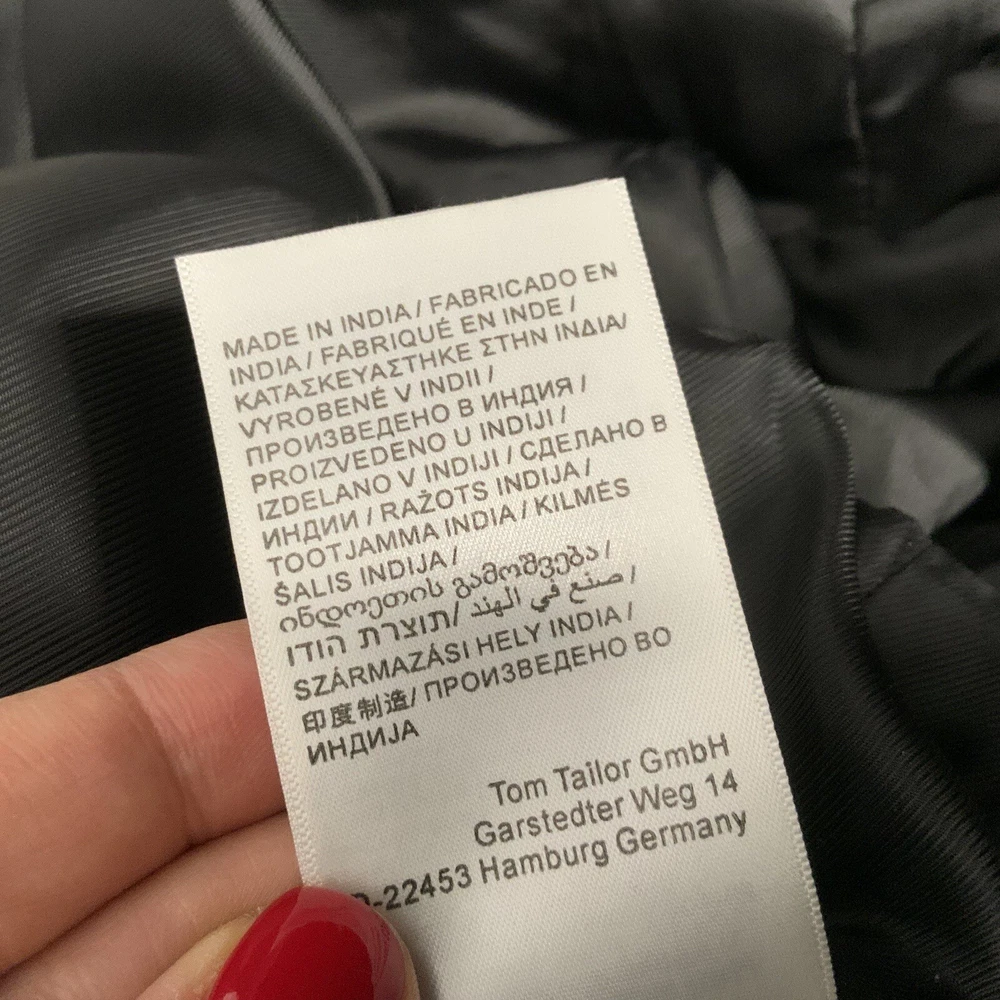 MADE IN INDIA / FABRICADO EN
INDIA / FABRIQUÉ EN INDE /
ΚΑΤΑΣΚΕΥΑΣΤΗΚΕ ΣΤΗΝ ΙΝΔΙΑ/
VYROBENÉ V INDII /
ПРОИЗВЕДЕНО В ИНДИЯ /
PROIZVEDENO U INDIJI /
IZDELANO V INDIJI / СДЕЛАНО В
ИНДИИ / RAŽOTS INDIJA /
TOOTJAMMA INDIA / KILMĖS
ŠALIS INDIJA /
ინდოეთის გამოშვება /
תוצרת הודו/ صنع في الهند /
SZÁRMAZÁSI HELY INDIA /
印度制造/ ПРОИЗВЕДЕНО ВО
ИНДИЈА
Tom Tailor GmbH
Garstedter Weg 14
D-22453 Hamburg Germany